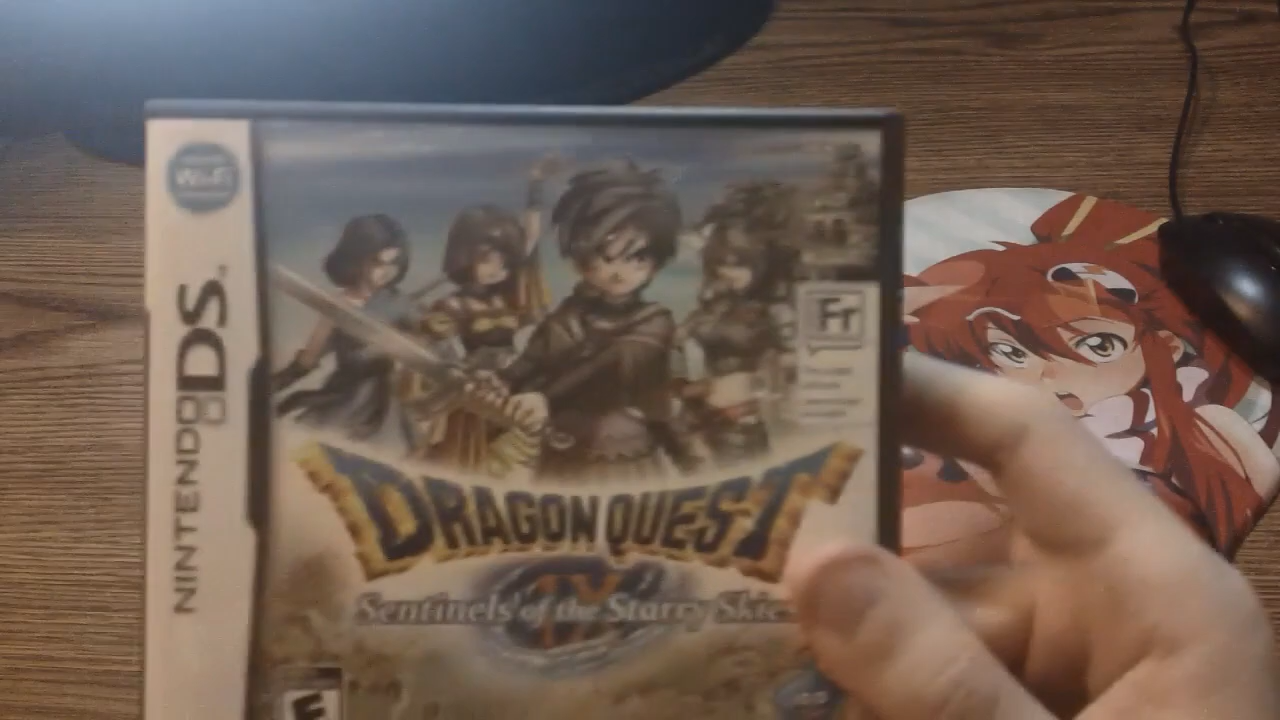 Wi-Fi
NINTENDO DS
Fr
DRAGON QUEST
IX
Sentinels of the Starry Skies
E